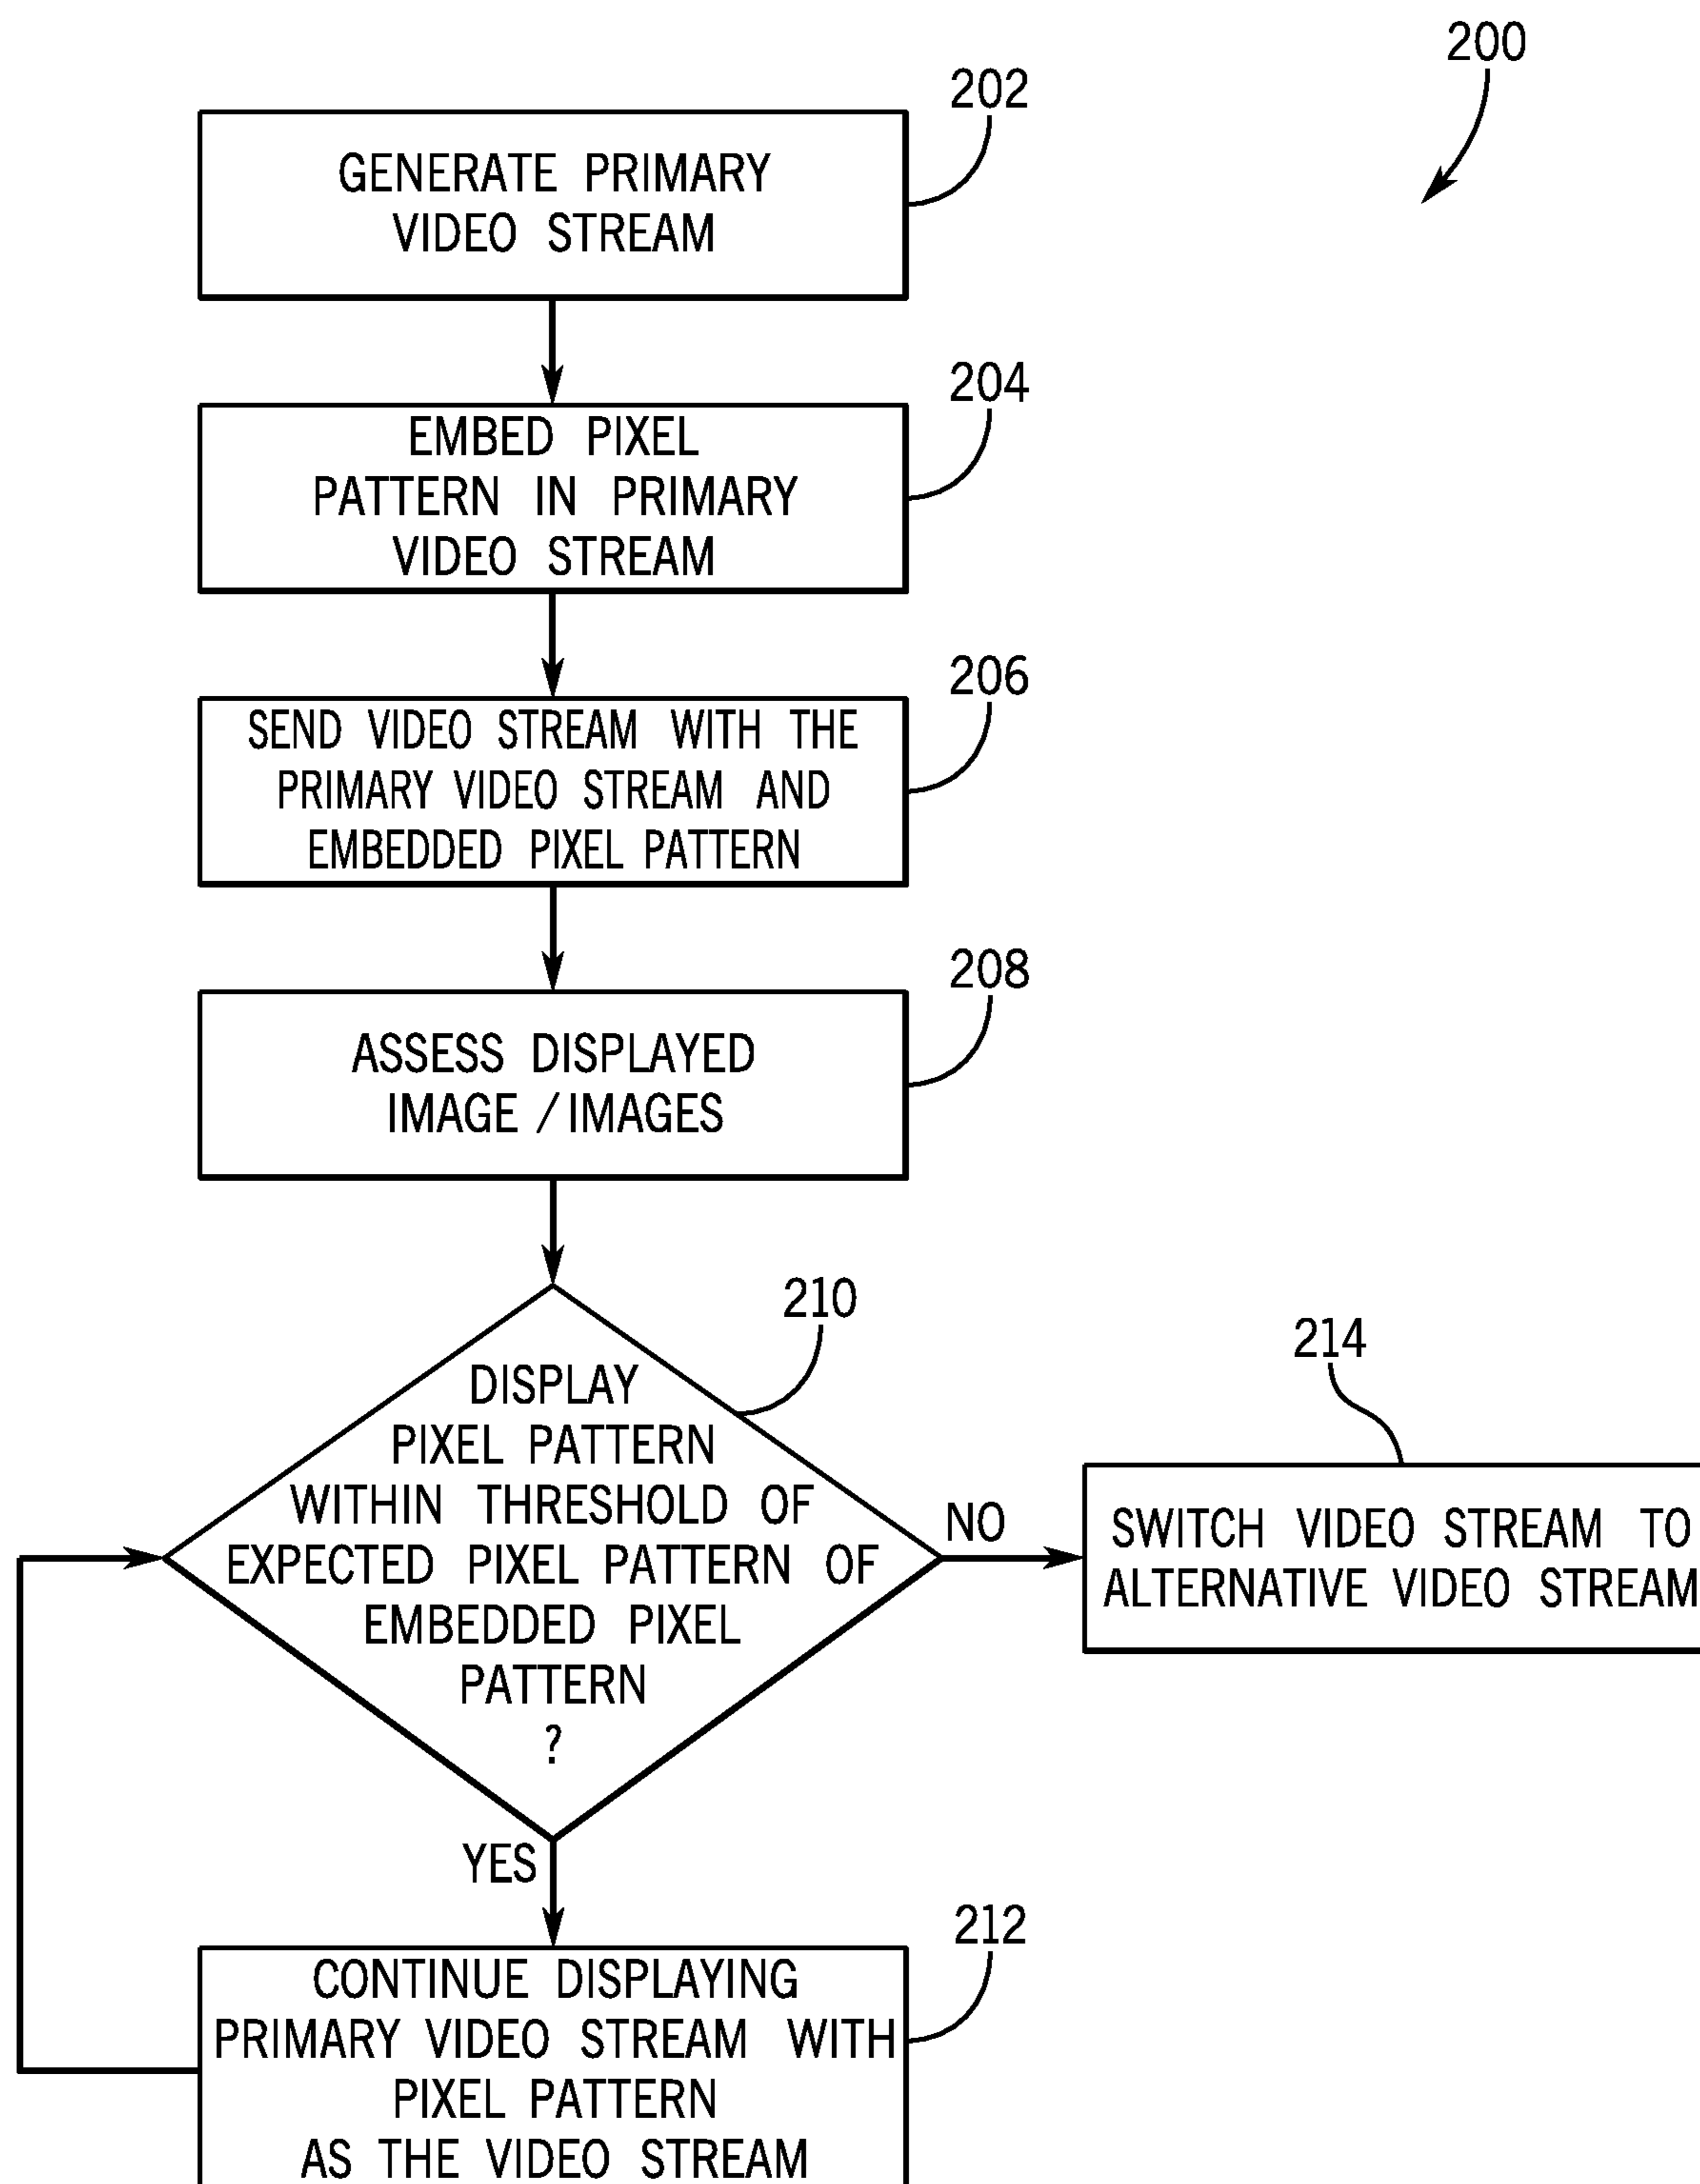 200
202
GENERATE PRIMARY
VIDEO STREAM
204
EMBED PIXEL
PATTERN IN PRIMARY
VIDEO STREAM
206
SEND VIDEO STREAM WITH THE
PRIMARY VIDEO STREAM AND
EMBEDDED PIXEL PATTERN
208
ASSESS DISPLAYED
IMAGE / IMAGES
210
DISPLAY
PIXEL PATTERN
WITHIN THRESHOLD OF
EXPECTED PIXEL PATTERN OF
EMBEDDED PIXEL
PATTERN
?
NO
214
SWITCH VIDEO STREAM TO
ALTERNATIVE VIDEO STREAM
YES
212
CONTINUE DISPLAYING
PRIMARY VIDEO STREAM WITH
PIXEL PATTERN
AS THE VIDEO STREAM